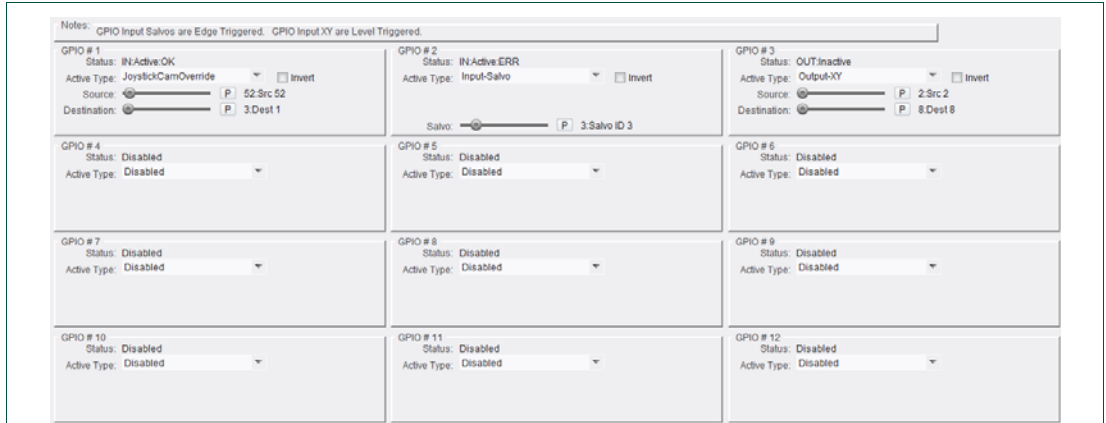 Notes: GPIO Input Salvos are Edge Triggered. GPIO Input XY are Level Triggered.
GPIO # 1
Status: IN:Active:OK
Active Type: JoystickCamOverride Invert
Source: P 52:Src 52
Destination: P 3:Dest 1
GPIO # 2
Status: IN:Active:ERR
Active Type: Input-Salvo Invert
Salvo: P 3:Salvo ID 3
GPIO # 3
Status: OUT:Inactive
Active Type: Output-XY Invert
Source: P 2:Src 2
Destination: P 8:Dest 8
GPIO # 4
Status: Disabled
Active Type: Disabled
GPIO # 5
Status: Disabled
Active Type: Disabled
GPIO # 6
Status: Disabled
Active Type: Disabled
GPIO # 7
Status: Disabled
Active Type: Disabled
GPIO # 8
Status: Disabled
Active Type: Disabled
GPIO # 9
Status: Disabled
Active Type: Disabled
GPIO # 10
Status: Disabled
Active Type: Disabled
GPIO # 11
Status: Disabled
Active Type: Disabled
GPIO # 12
Status: Disabled
Active Type: Disabled